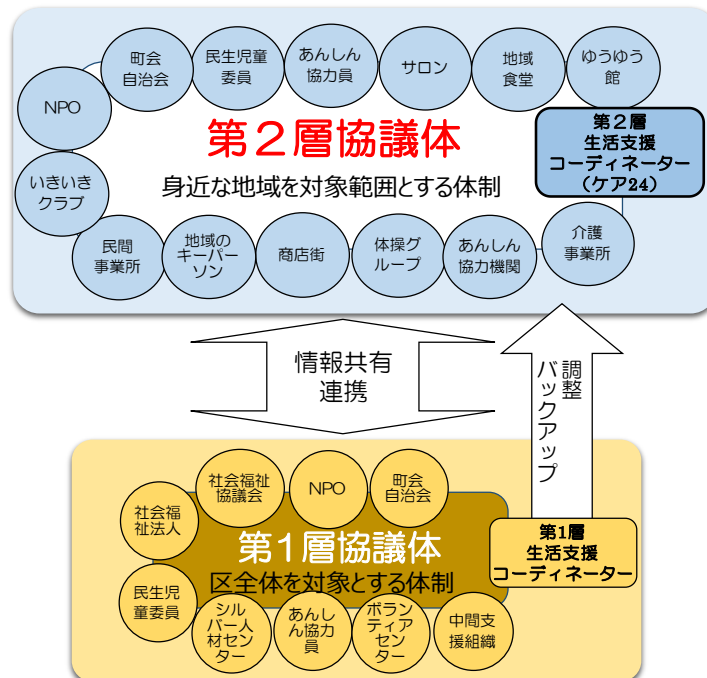 町会
自治会
民生児童
委員
あんしん
協力員
サロン
地域
食堂
ゆうゆう
館
NPO
第２層協議体
身近な地域を対象範囲とする体制
第２層
生活支援
コーディネーター
（ケア24）
いきいき
クラブ
民間
事業所
地域の
キーパー
ソン
商店街
体操グ
ループ
あんしん
協力機関
介護
事業所
情報共有
連携
調整
バックアップ
社会福祉
協議会
NPO
町会
自治会
社会福
祉法人
第１層協議体
区全体を対象とする体制
第1層
生活支援
コーディネーター
民生児
童委員
シル
バー人
材セン
ター
あんし
ん協力
員
ボラン
ティア
センター
中間支
援組織